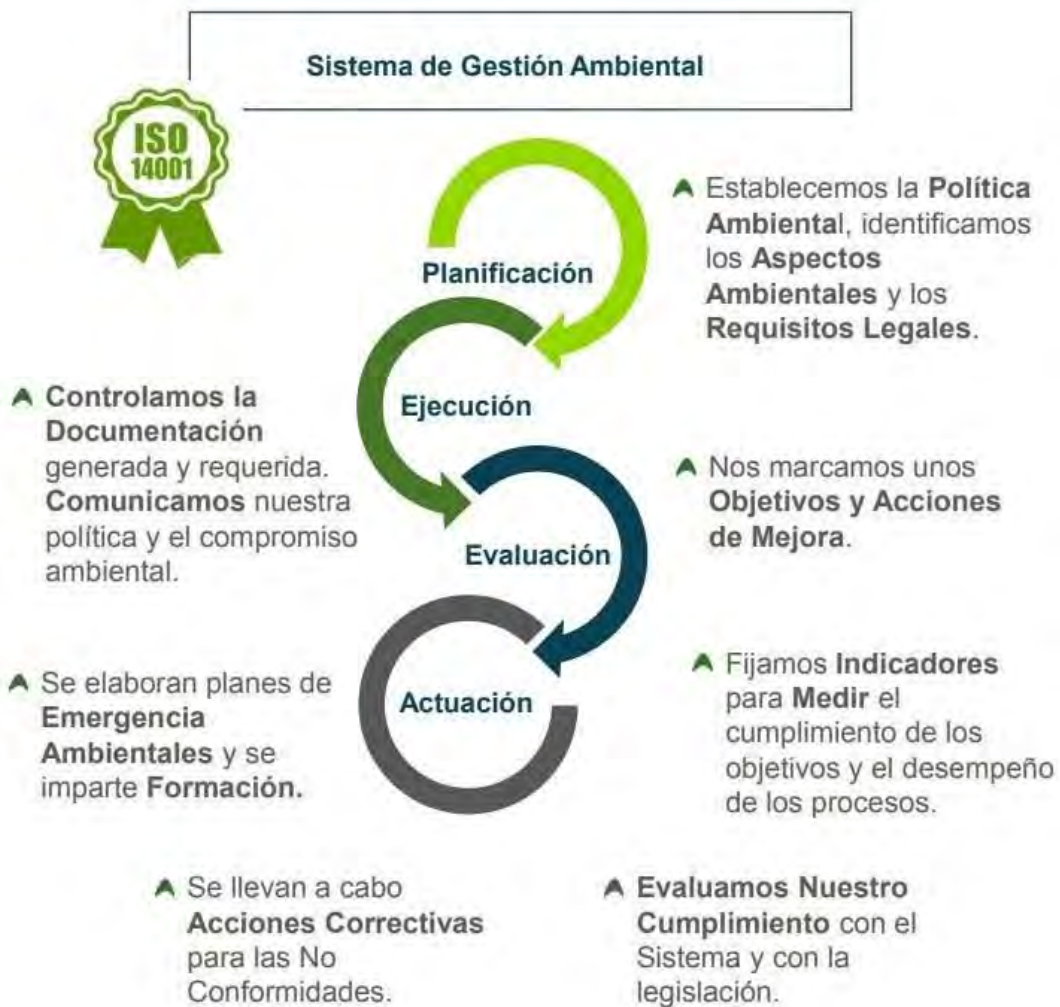 Sistema de Gestión Ambiental
ISO
14001
Planificación
Establecemos la Política
Ambiental, identificamos
los Aspectos
Ambientales y los
Requisitos Legales.
Ejecución
Controlamos la
Documentación
generada y requerida.
Comunicamos nuestra
política y el compromiso
ambiental.
Evaluación
Nos marcamos unos
Objetivos y Acciones
de Mejora.
Actuación
Se elaboran planes de
Emergencia
Ambientales y se
imparte Formación.
Fijamos Indicadores
para Medir el
cumplimiento de los
objetivos y el desempeño
de los procesos.
Se llevan a cabo
Acciones Correctivas
para las No
Conformidades.
Evaluamos Nuestro
Cumplimiento con el
Sistema y con la
legislación.